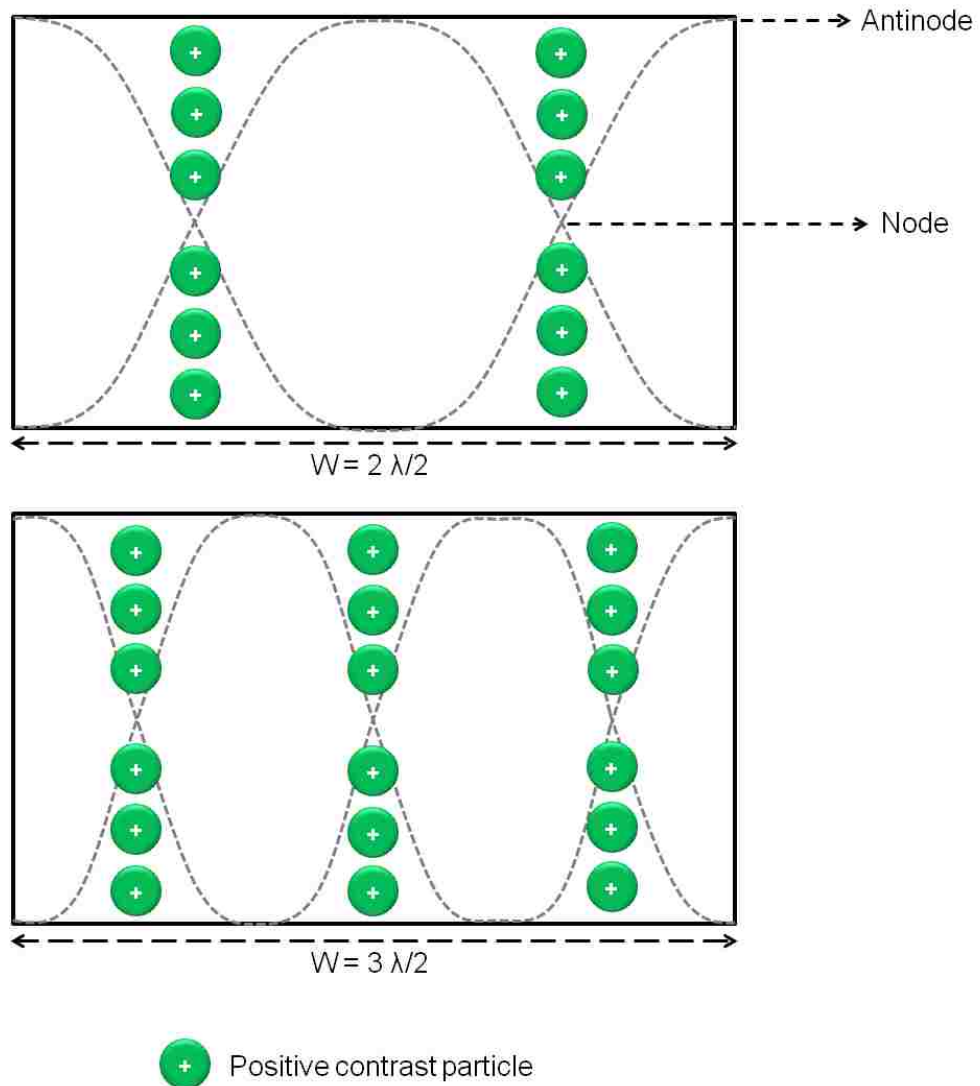 Antinode
Node
W = 2 λ/2
W = 3 λ/2
Positive contrast particle